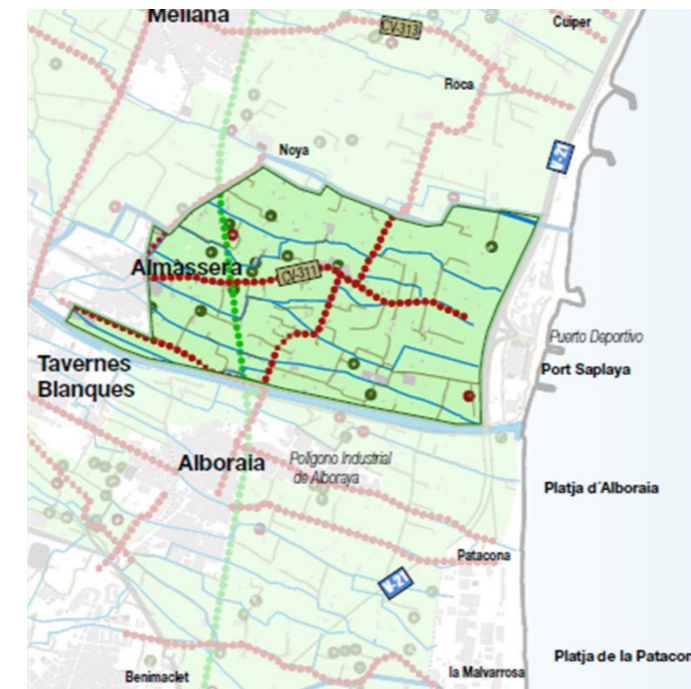 Meliana
CV-313
Cuiper
Roca
V-21
Noya
Almàssera
CV-311
Puerto Deportivo
Port Saplaya
Tavernes
Blanques
Alboraia
Polígono Industrial
de Alboraya
Platja d´Alboraia
Patacona
V-21
Platja de la Patacon
Benimaclet
la Malvarrosa